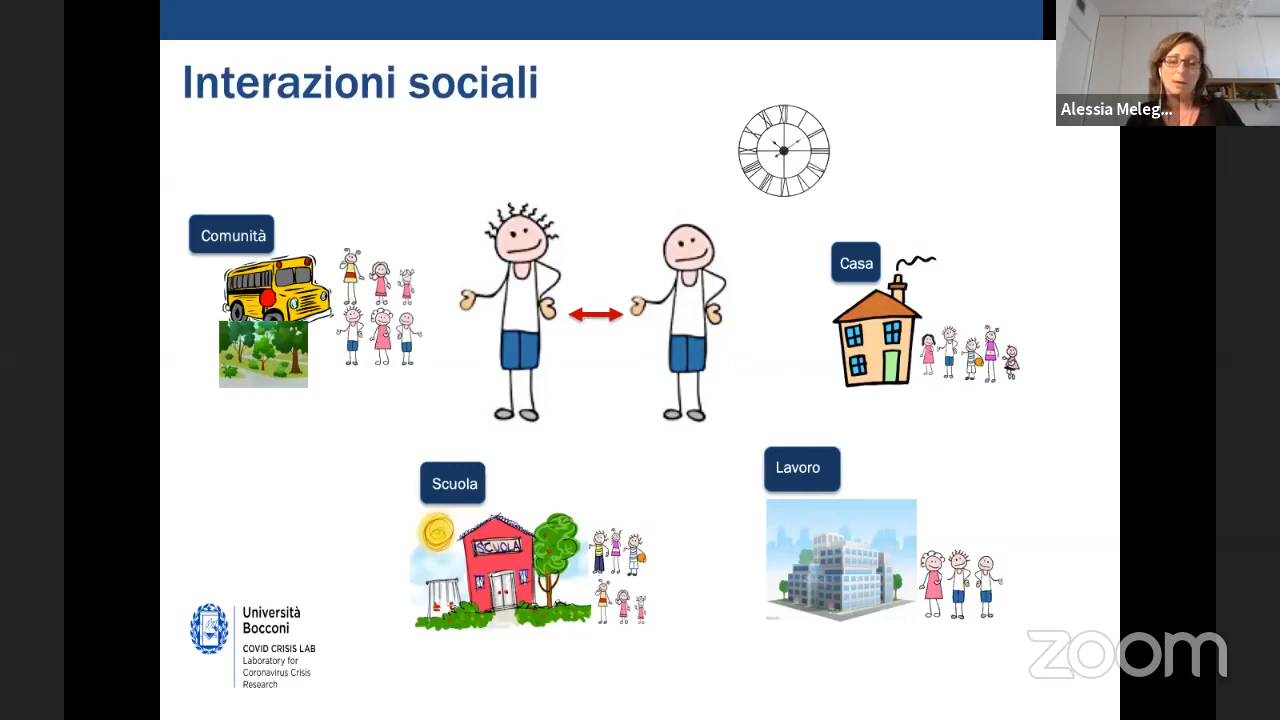 Interazioni sociali
Alessia Meleg...
Comunità
Casa
Scuola
SCUOLA
Lavoro
Università
Bocconi
COVID CRISIS LAB
Laboratory for
Coronavirus Crisis
Research
zoom